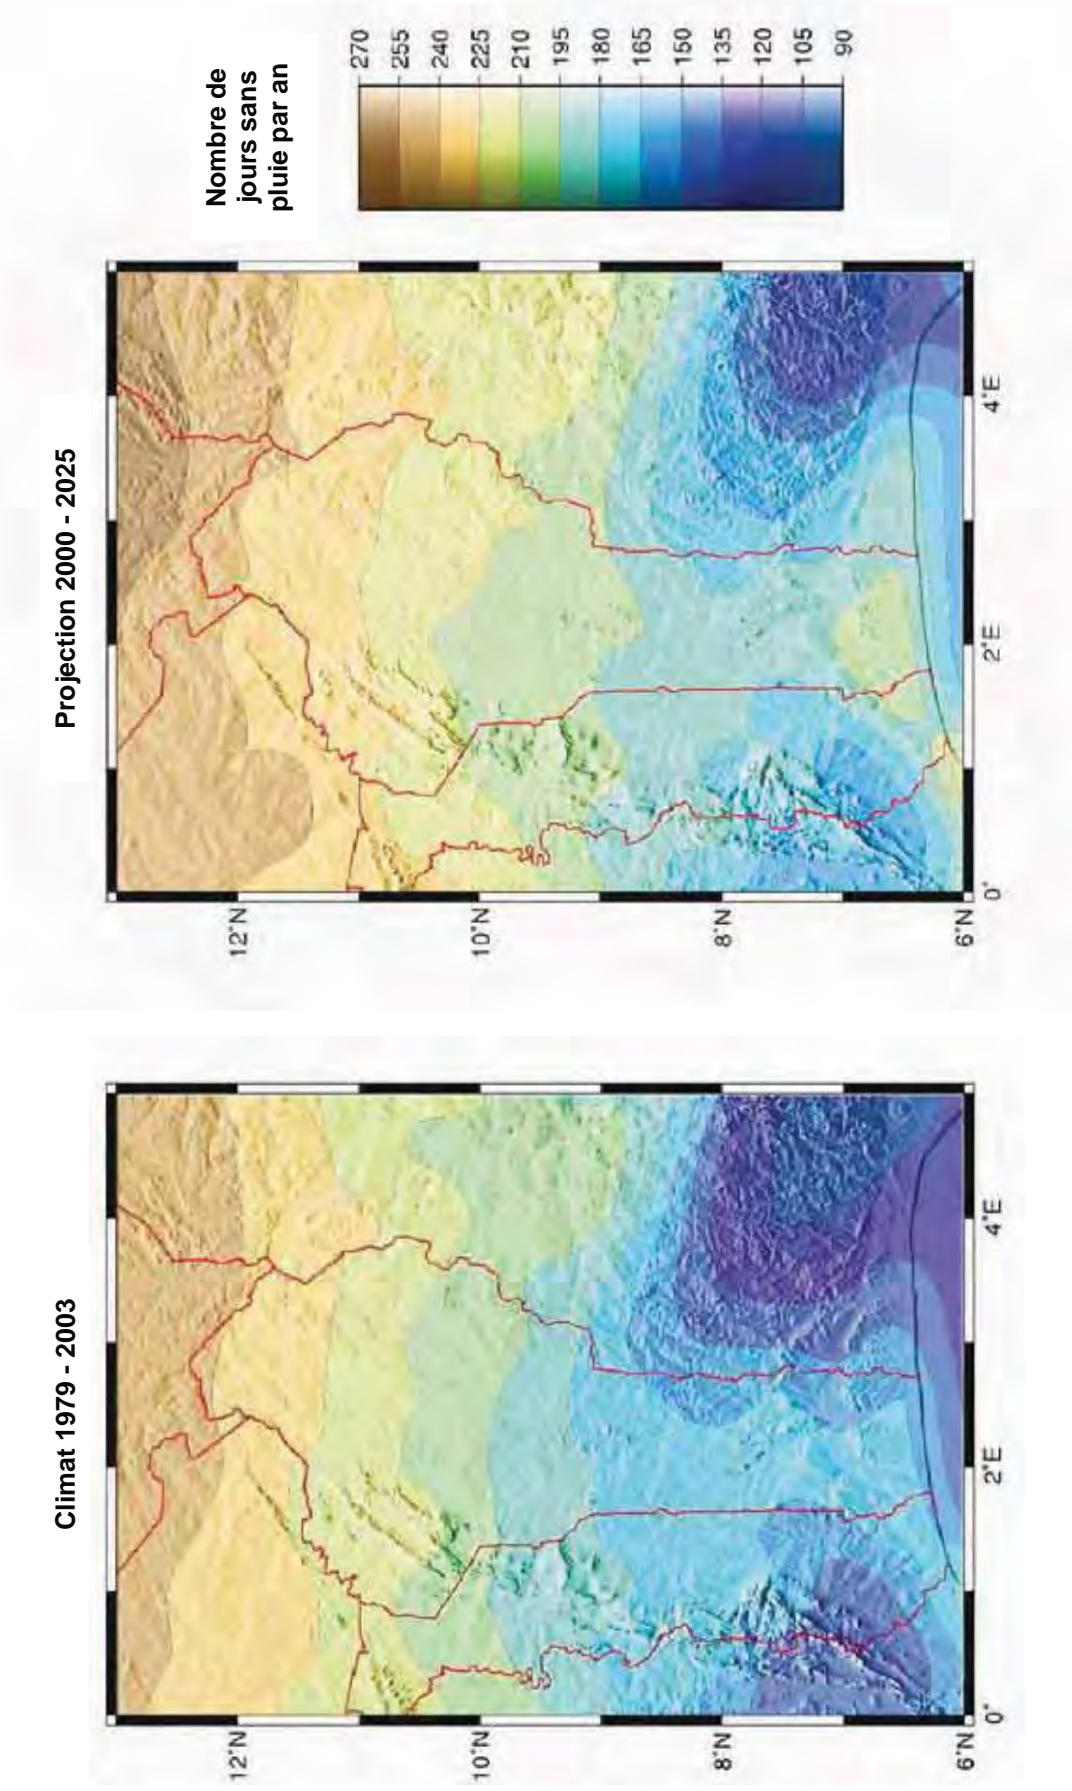 Climat 1979 - 2003
12°N
10°N
8°N
6°N
0°
2°E
4°E
Projection 2000 - 2025
12°N
10°N
8°N
6°N
0°
2°E
4°E
Nombre de
jours sans
pluie par an
270
255
240
225
210
195
180
165
150
135
120
105
90